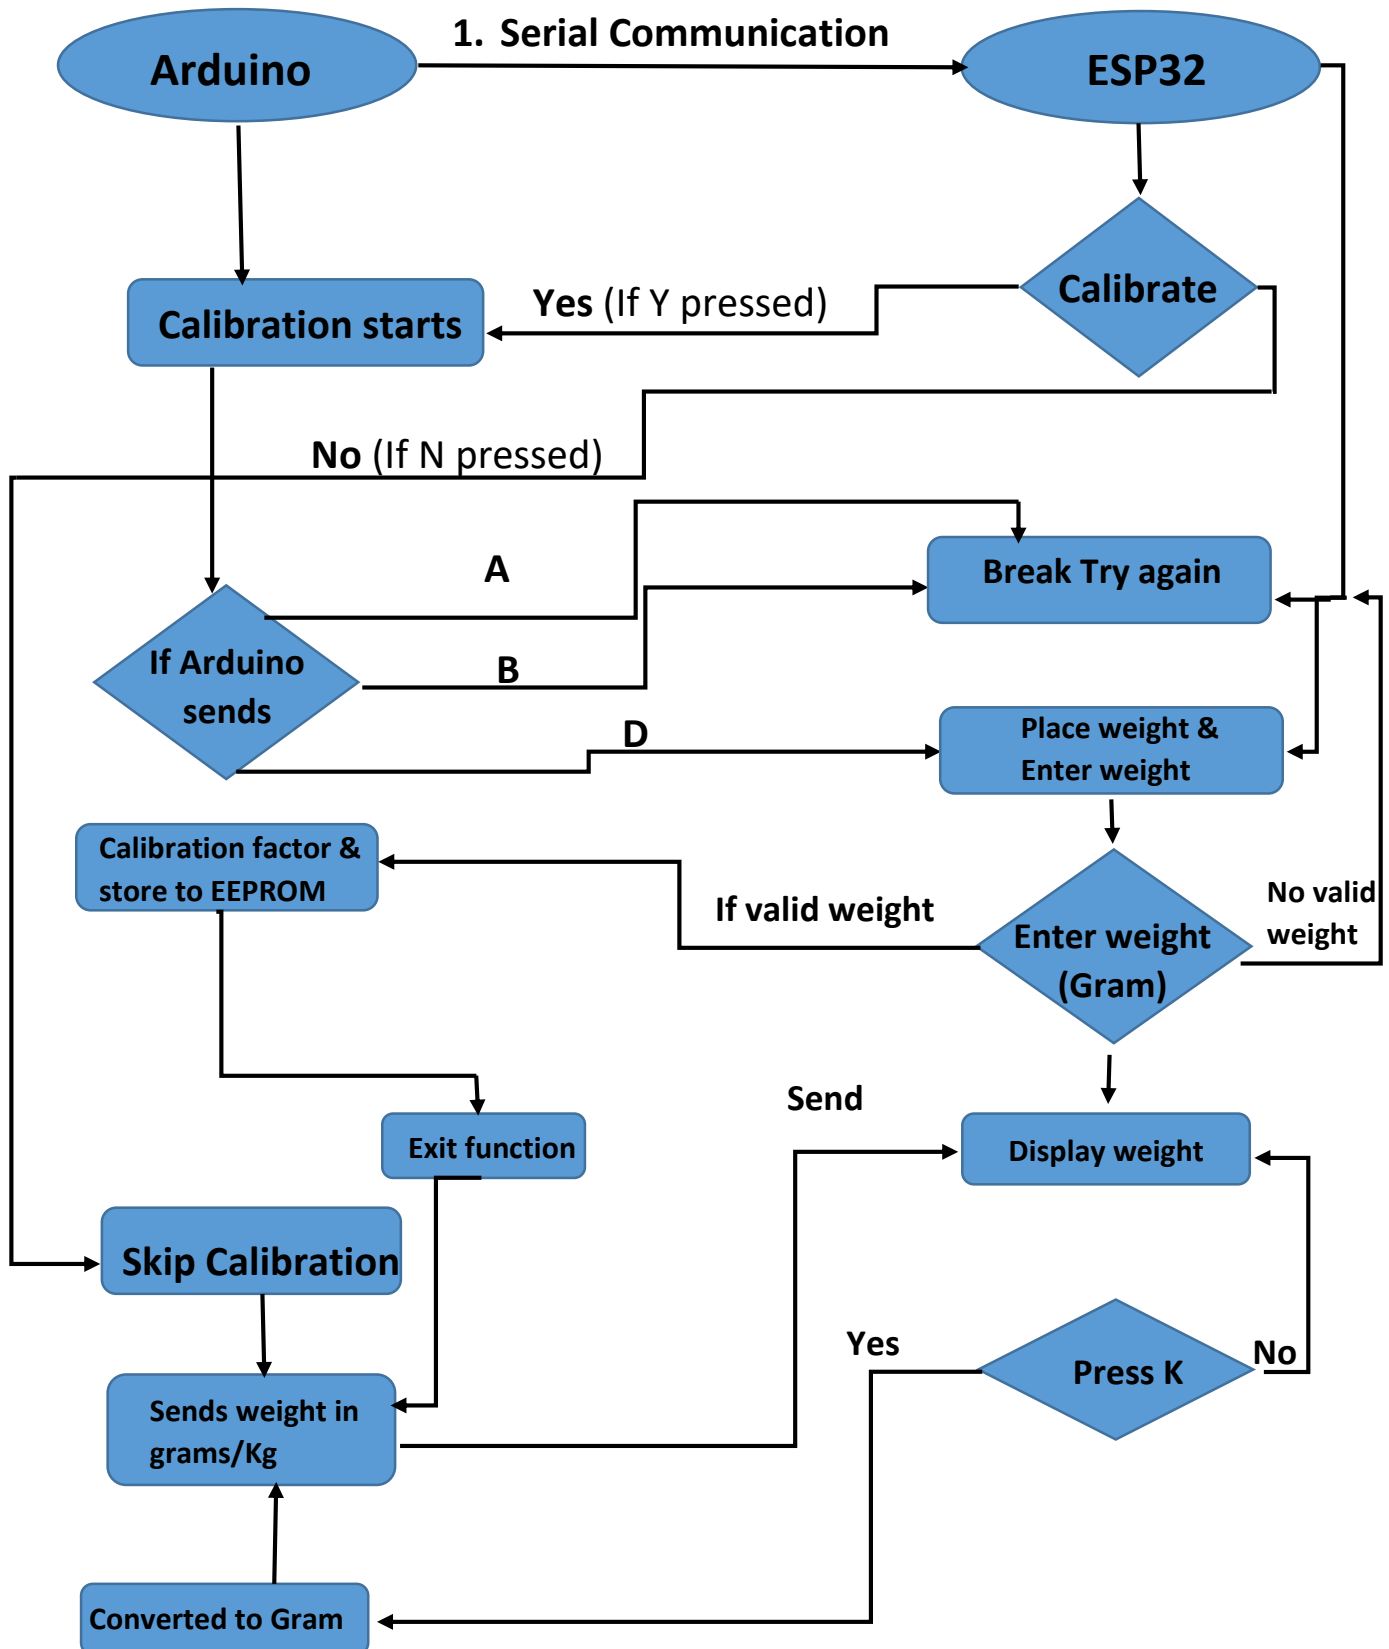 1. Serial Communication
Arduino
ESP32
Calibrate
Yes (If Y pressed)
Calibration starts
No (If N pressed)
A
Break Try again
If Arduino
sends
B
D
Place weight &
Enter weight
Calibration factor &
store to EEPROM
If valid weight
No valid
weight
Enter weight
(Gram)
Send
Exit function
Display weight
Skip Calibration
Yes
Press K
No
Sends weight in
grams/Kg
Converted to Gram